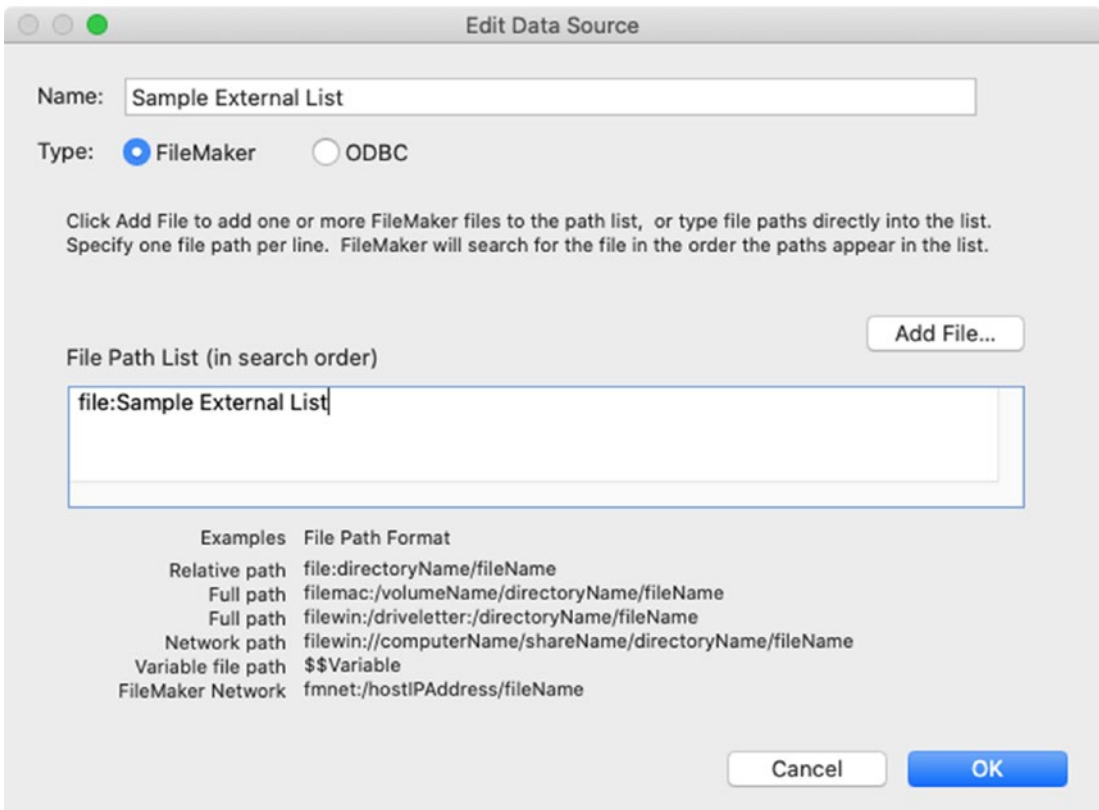 Edit Data Source
Name: Sample External List
Type: FileMaker ODBC
Click Add File to add one or more FileMaker files to the path list, or type file paths directly into the list.
Specify one file path per line. FileMaker will search for the file in the order the paths appear in the list.
Add File...
File Path List (in search order)
file:Sample External List
Examples File Path Format
Relative path file:directoryName/fileName
Full path filemac:/volumeName/directoryName/fileName
Full path filewin:/driveletter:/directoryName/fileName
Network path filewin://computerName/shareName/directoryName/fileName
Variable file path $$Variable
FileMaker Network fmnet:/hostIPAddress/fileName
Cancel OK